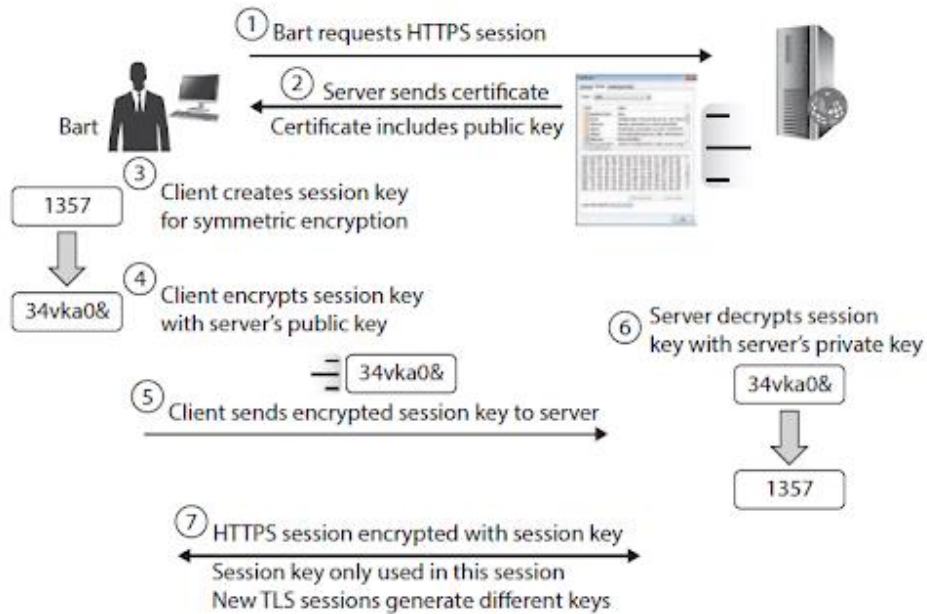 1 Bart requests HTTPS session
2 Server sends certificate
Certificate includes public key
Bart
3 Client creates session key
for symmetric encryption
1357
4 Client encrypts session key
with server's public key
34vka0&
34vka0&
5 Client sends encrypted session key to server
6 Server decrypts session
key with server's private key
34vka0&
1357
7 HTTPS session encrypted with session key
Session key only used in this session
New TLS sessions generate different keys